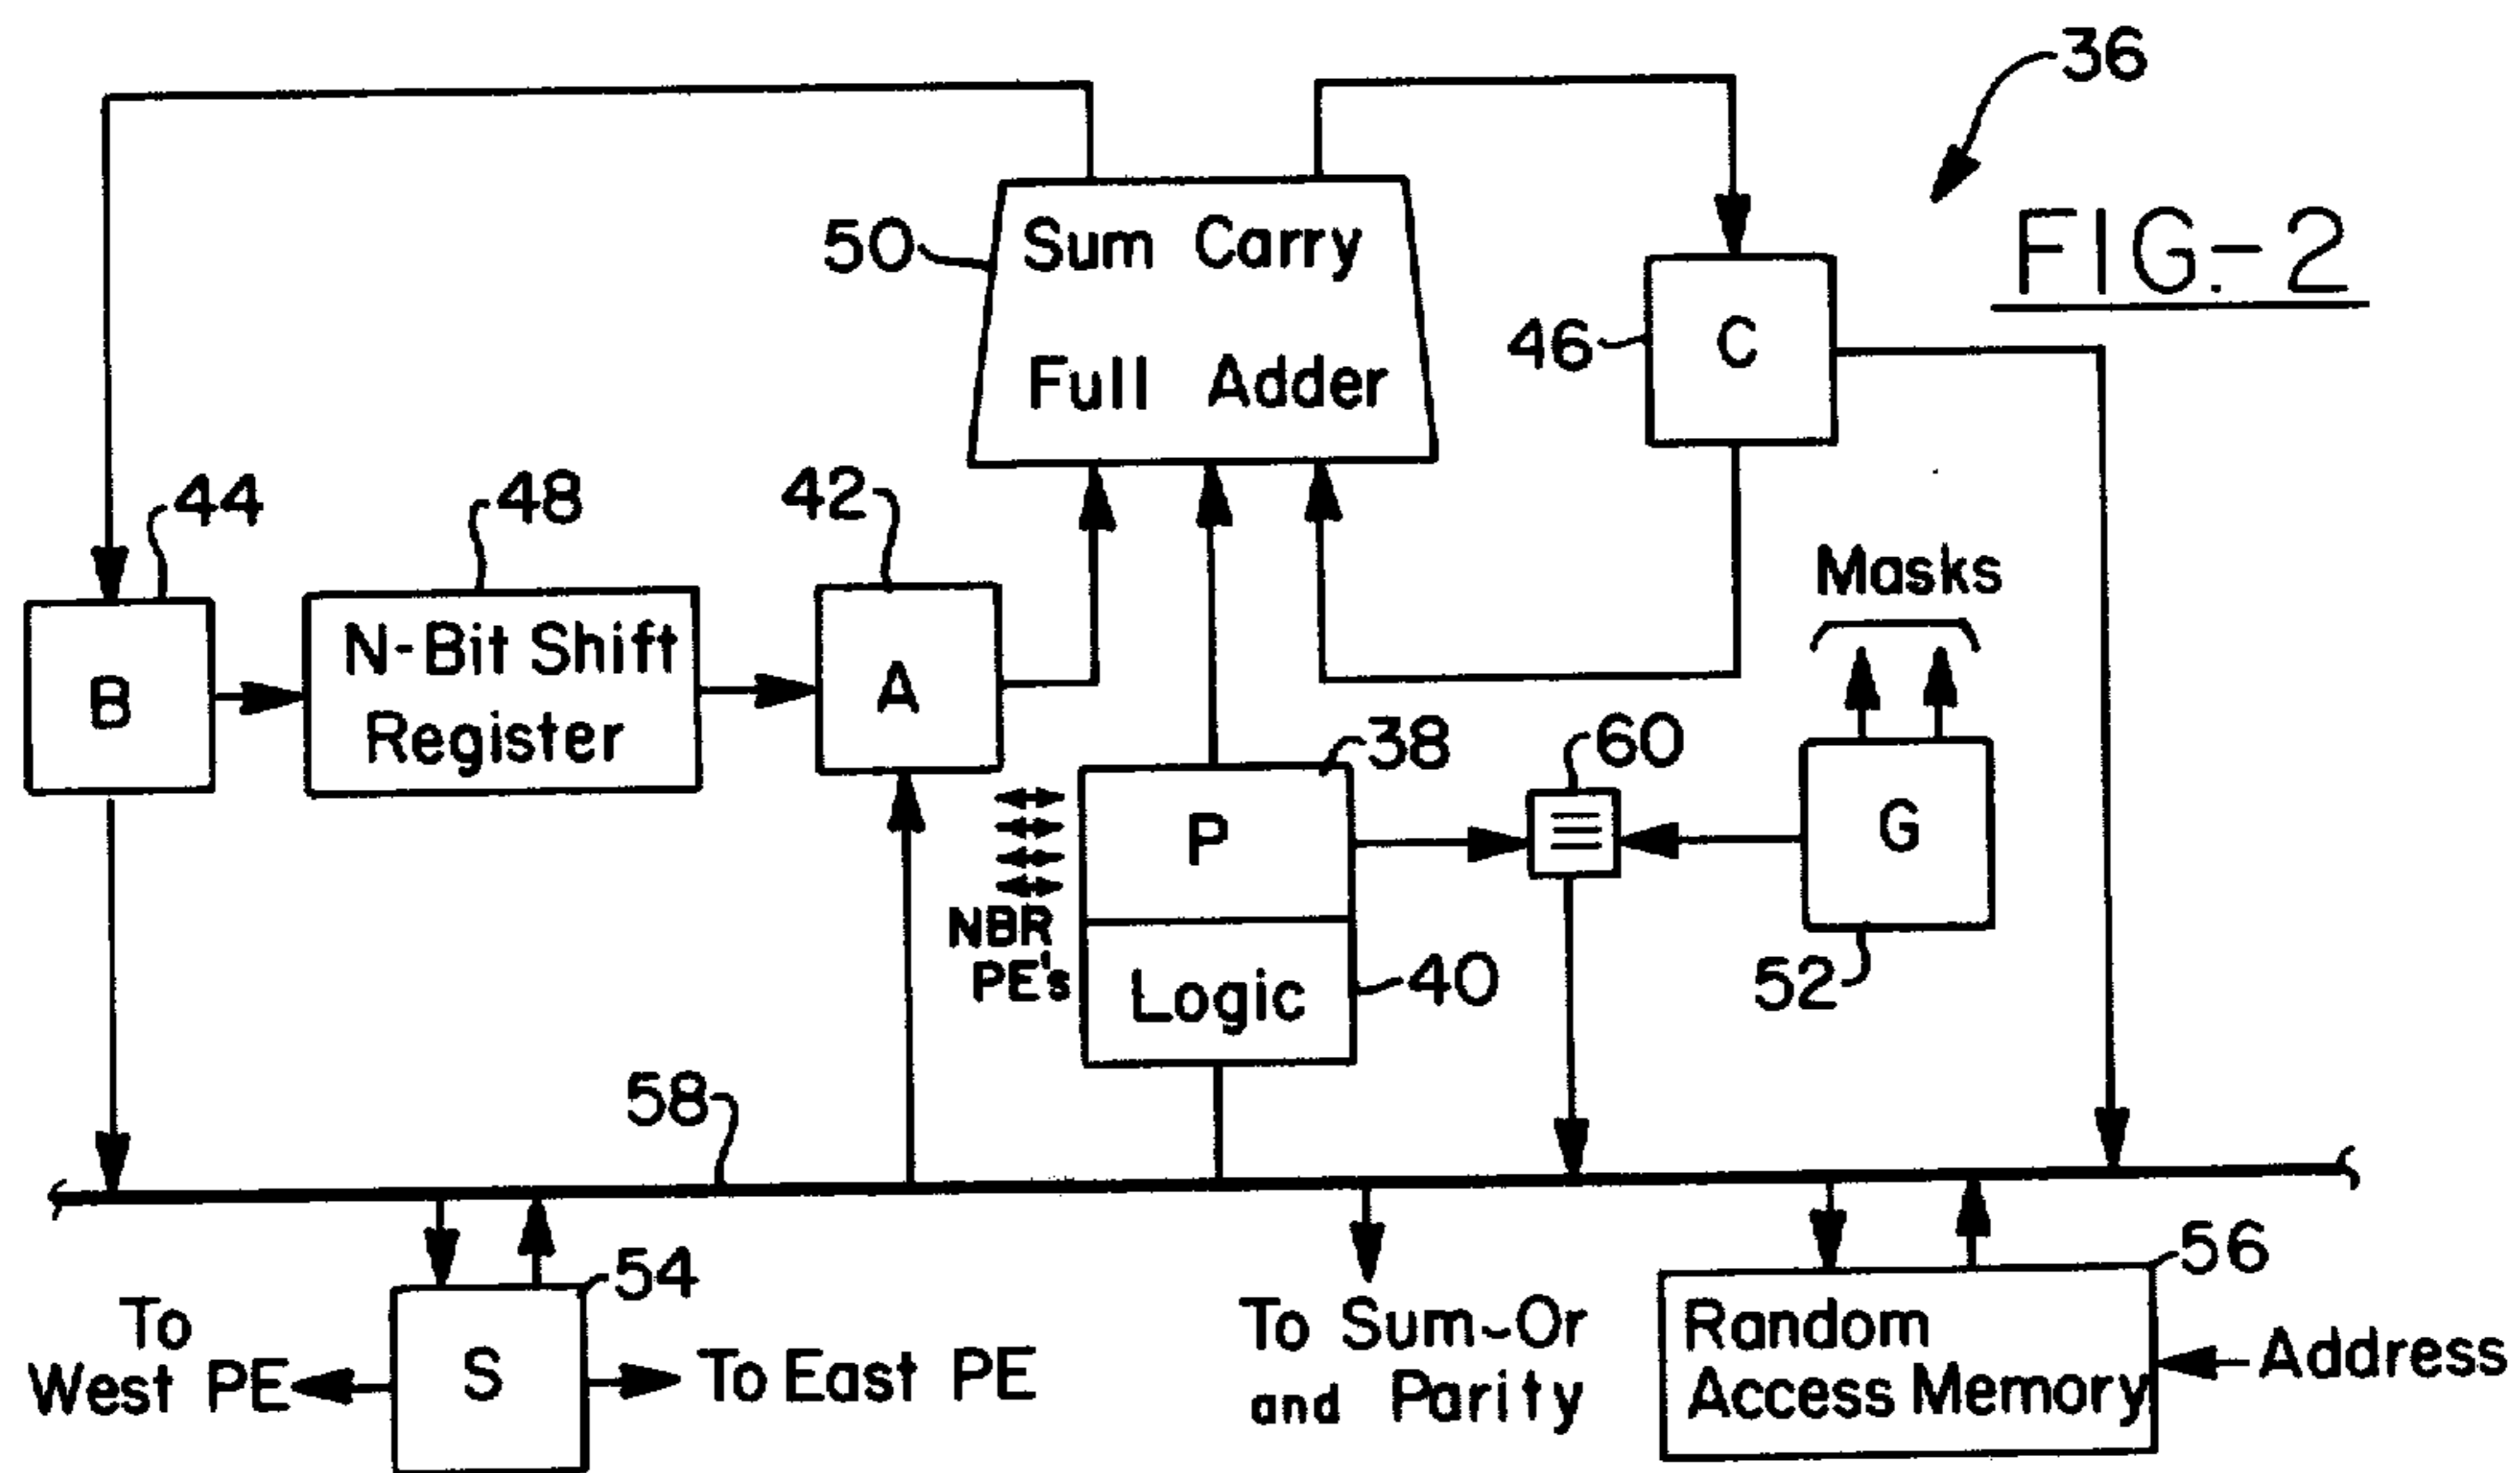 36
FIG.-2
50
Sum Carry
Full Adder
46
C
44
48
42
B
N-Bit Shift
Register
A
Masks
38
60
P
G
NBR
PE's
Logic
40
52
58
54
56
To
West PE
S
To East PE
To Sum-Or
and Parity
Random
Access Memory
Address